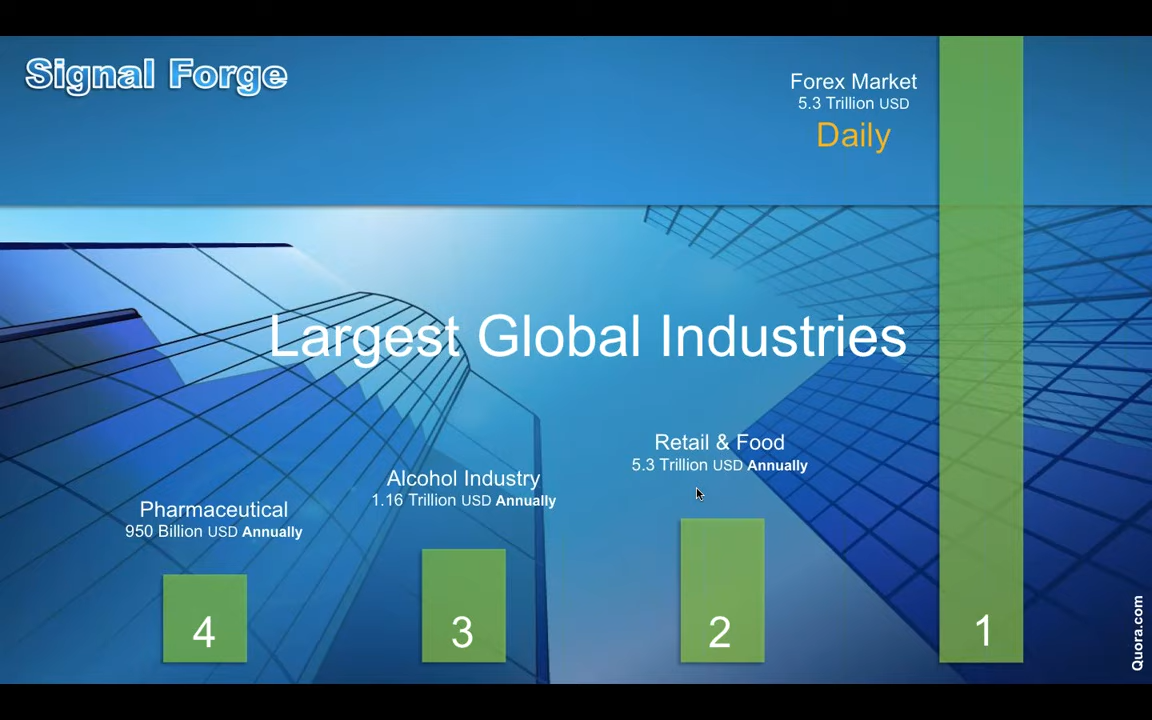 Signal Forge
Forex Market
5.3 Trillion USD
Daily
Largest Global Industries
Retail & Food
5.3 Trillion USD Annually
Alcohol Industry
1.16 Trillion USD Annually
Pharmaceutical
950 Billion USD Annually
4
3
2
1
Quora.com